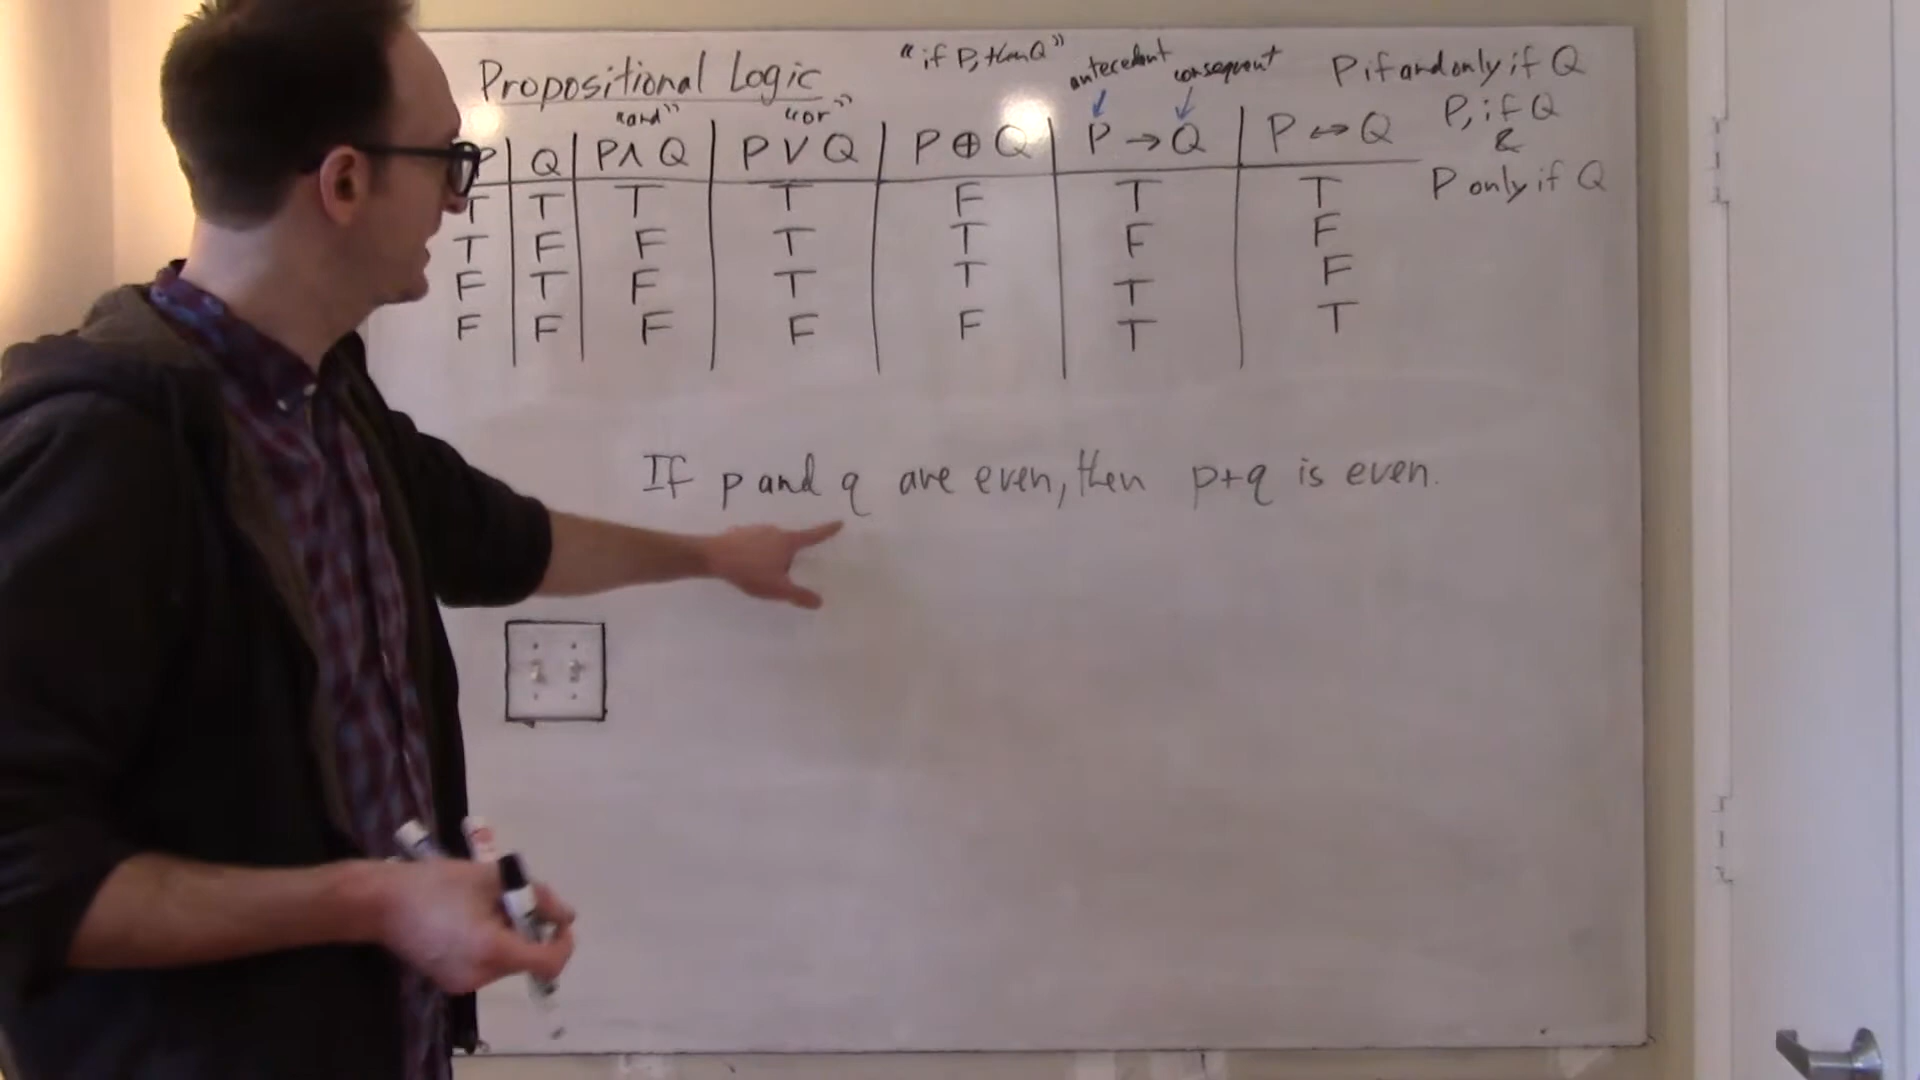 Propositional Logic
"if P, then Q"
antecedent consequent
P if and only if Q
"and" "or"
P, if Q
&
P only if Q
P Q P∧Q P∨Q P⊕Q P→Q P↔Q
T T T T F T T
T F F T T F F
F T F T T T F
F F F F F T T
If p and q are even, then p+q is even.